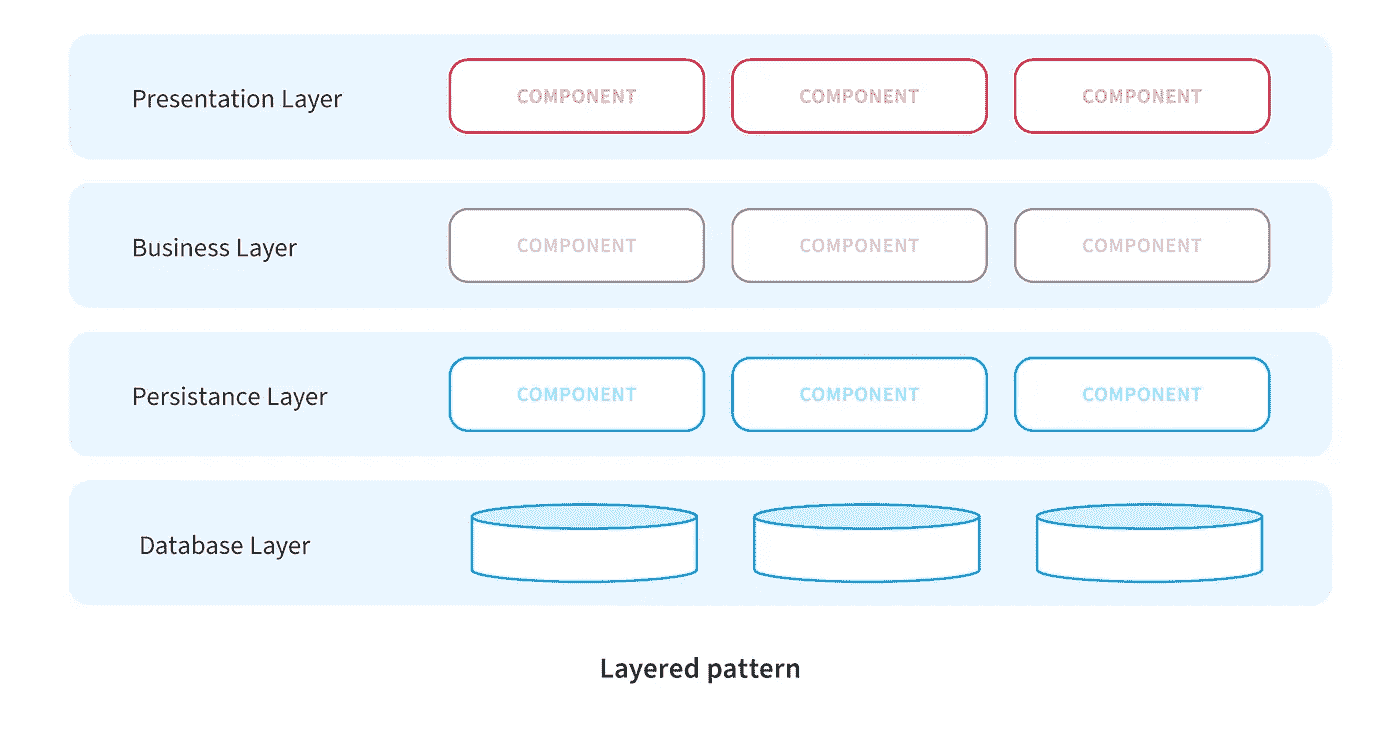 Presentation Layer
COMPONENT
COMPONENT
COMPONENT
Business Layer
COMPONENT
COMPONENT
COMPONENT
Persistance Layer
COMPONENT
COMPONENT
COMPONENT
Database Layer
Layered pattern